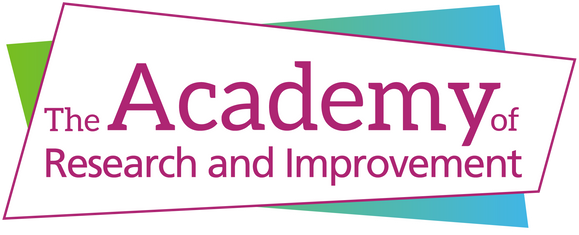 The Academy of
Research and Improvement